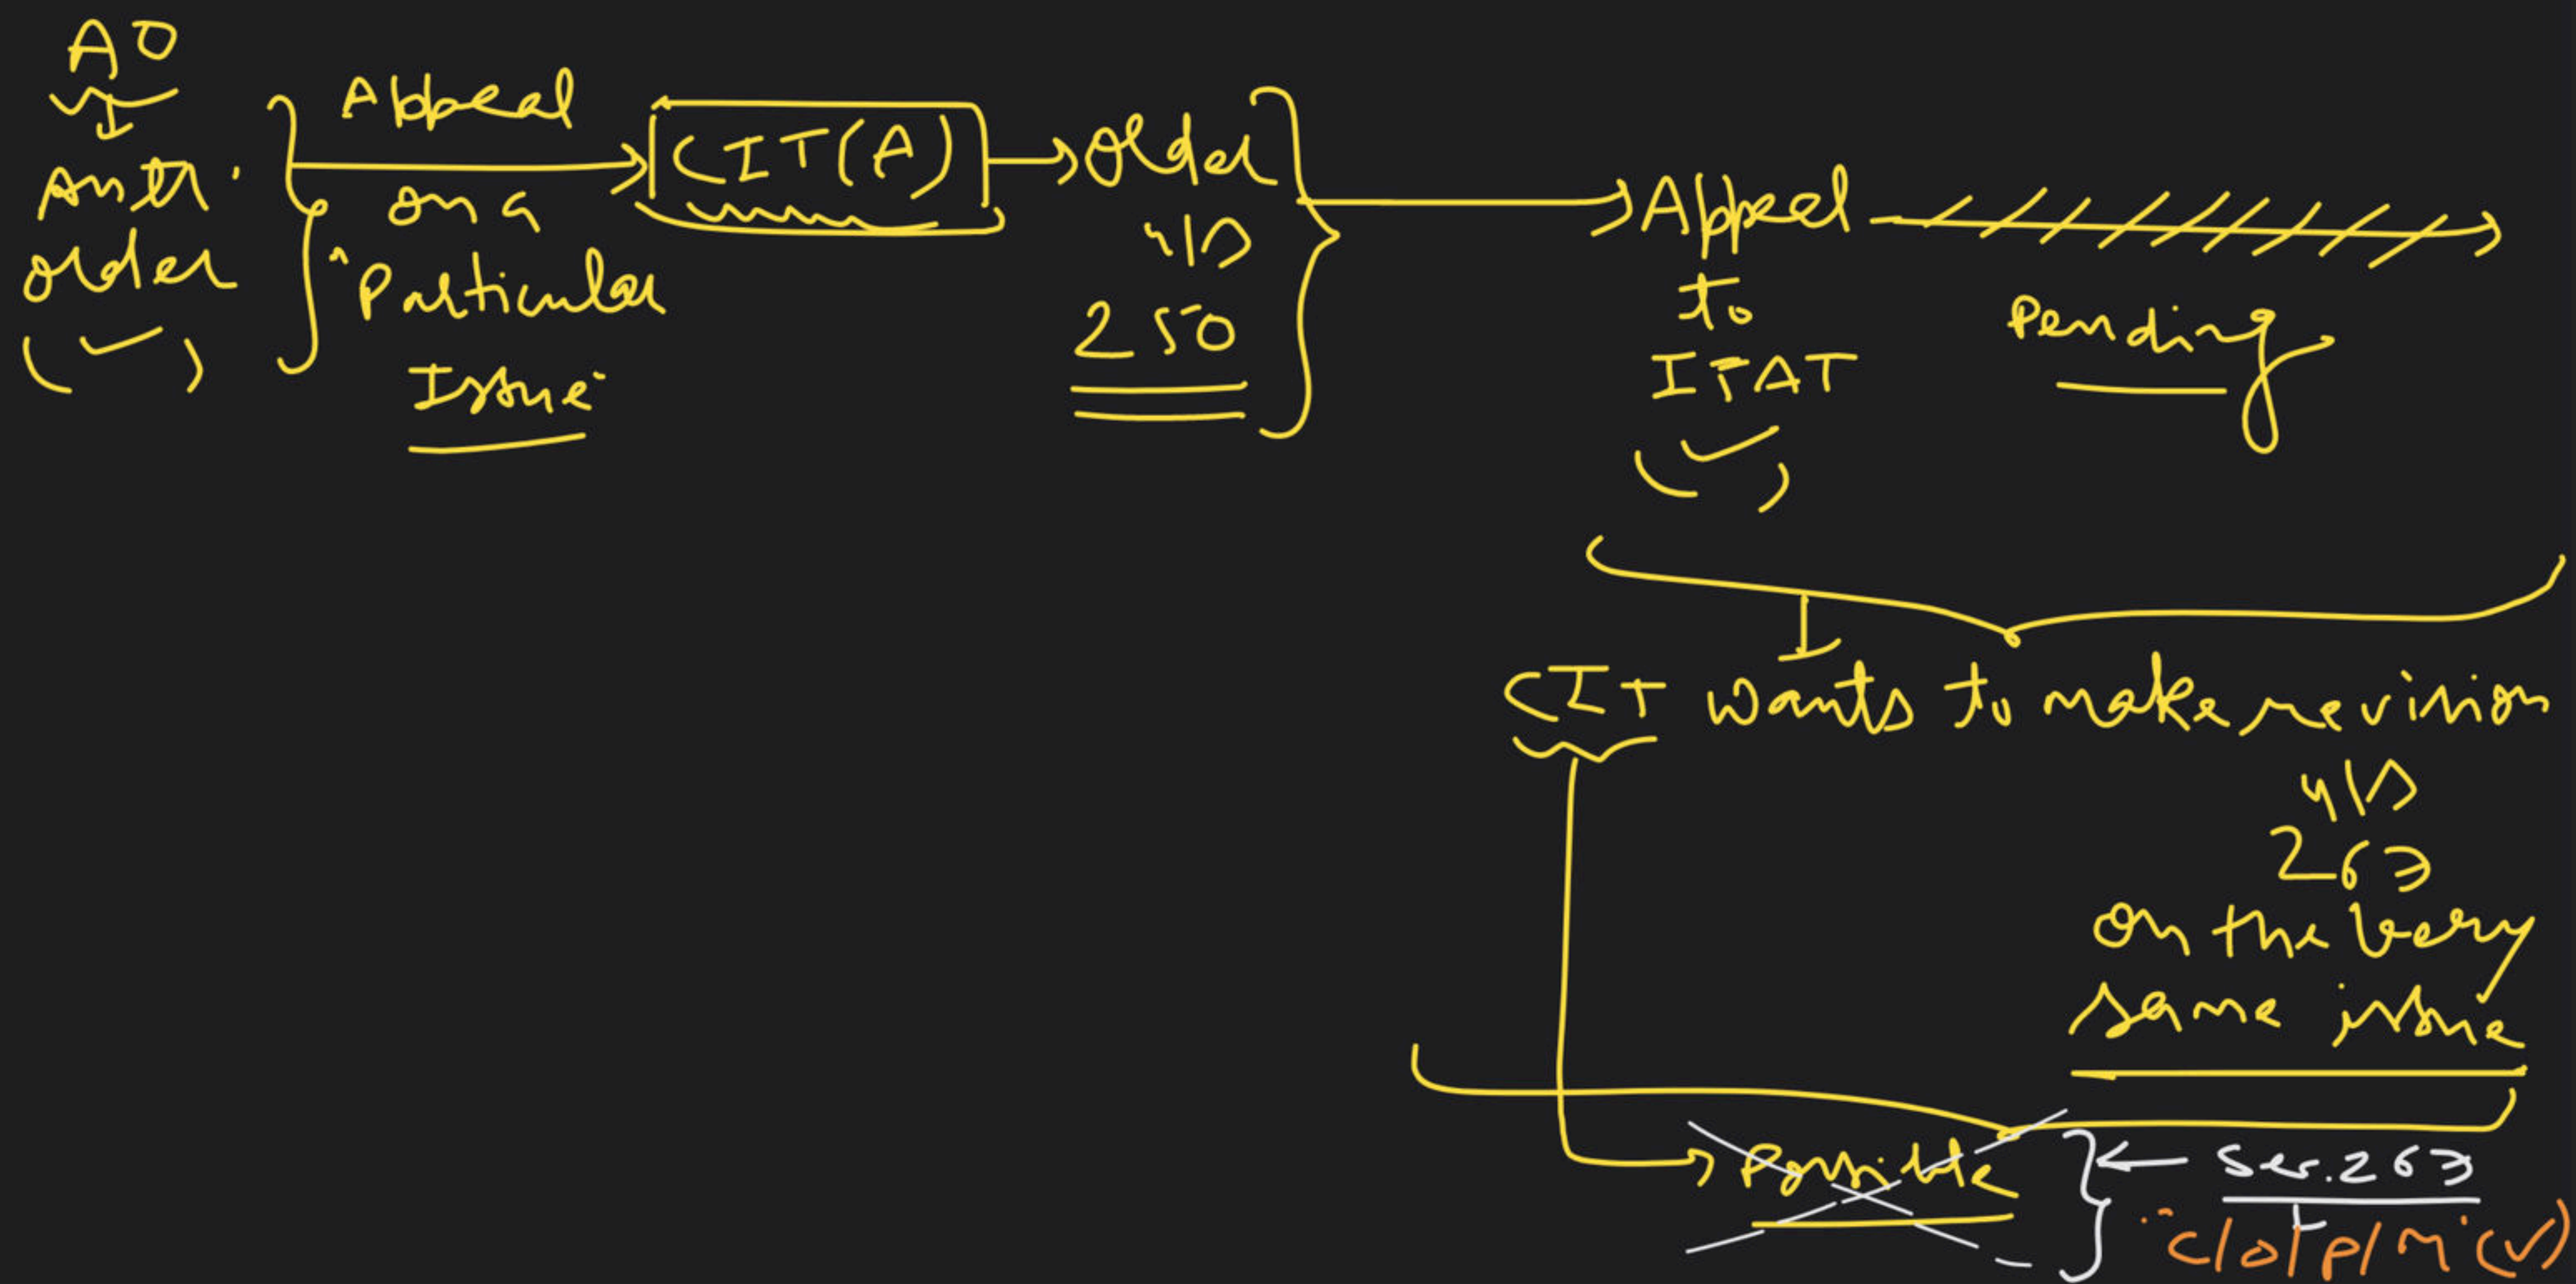 AO
Asstt.
order
Appeal
on a
Particular
Issue
CIT(A)
order
u/s
250
Appeal
to
ITAT
Pending
CIT wants to make revision
u/s
263
on the very
same issue
Possible
Sec. 263
"c/o/p/m"(v)